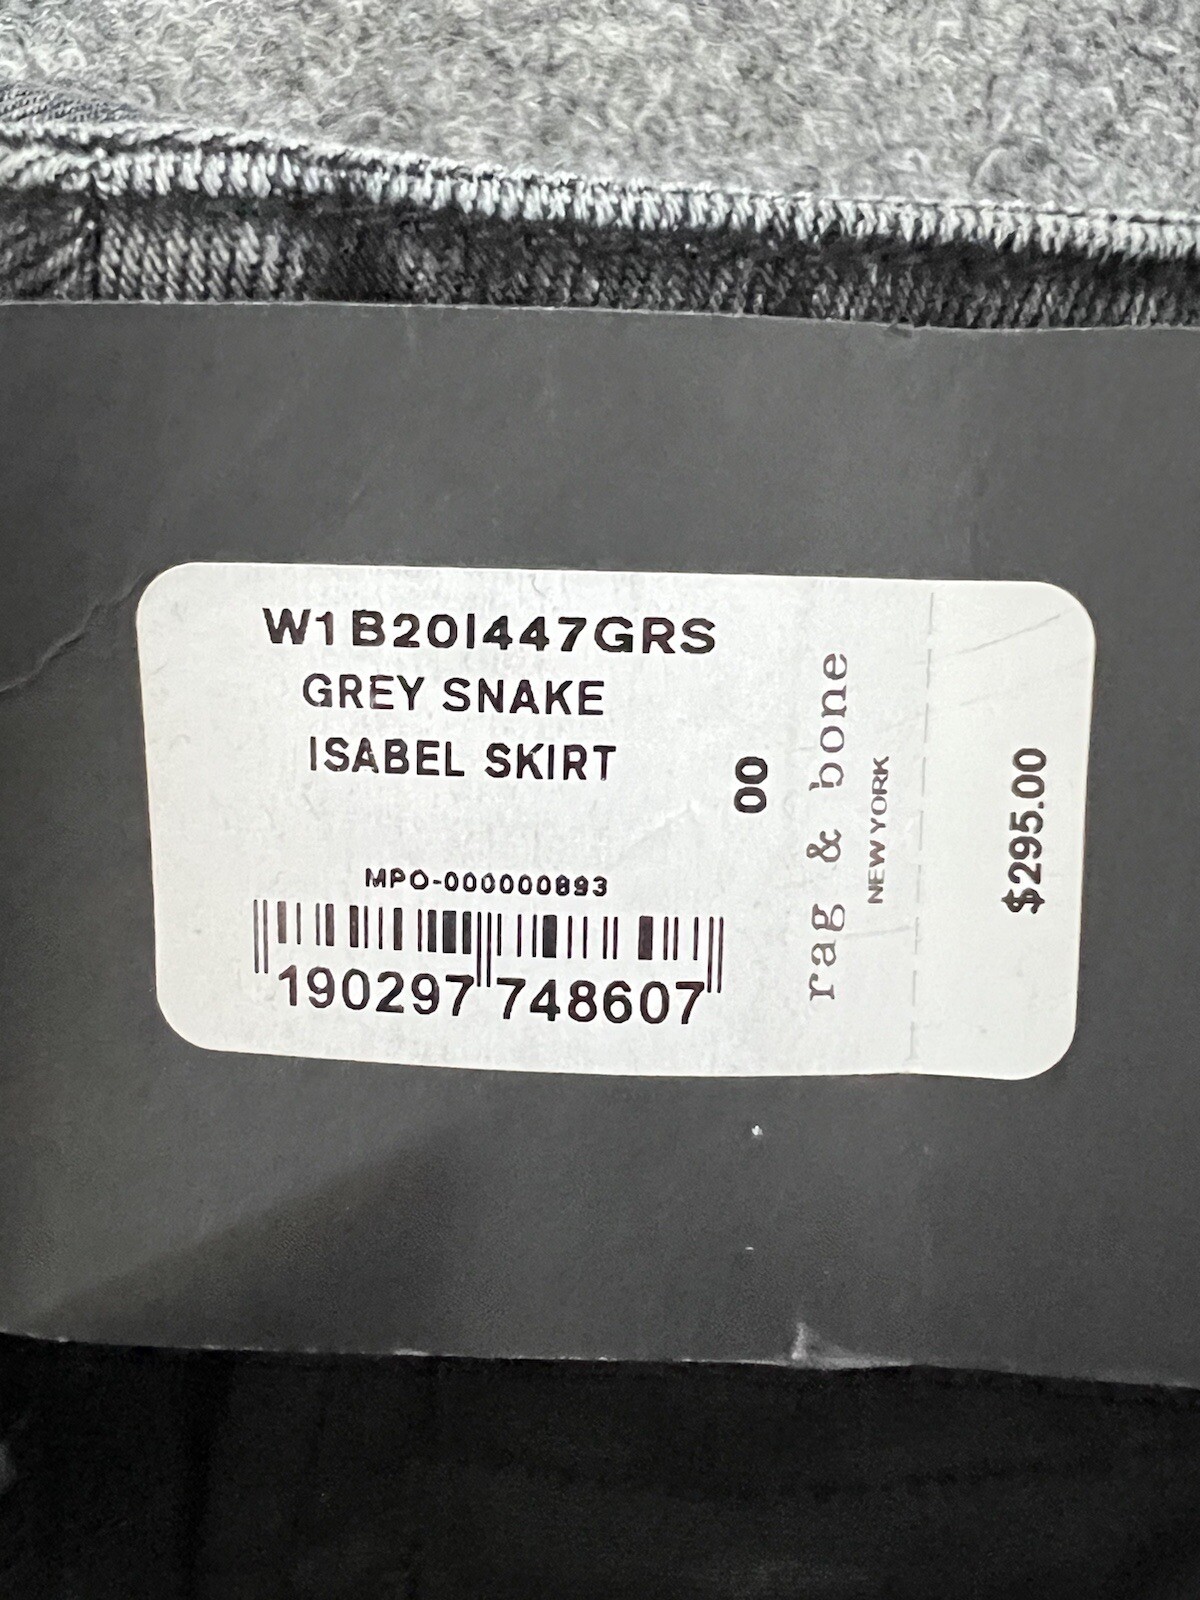 W1B20I447GRS
GREY SNAKE
ISABEL SKIRT
00
MPO-000000893
190297 748607
rag & bone
NEW YORK
$295.00